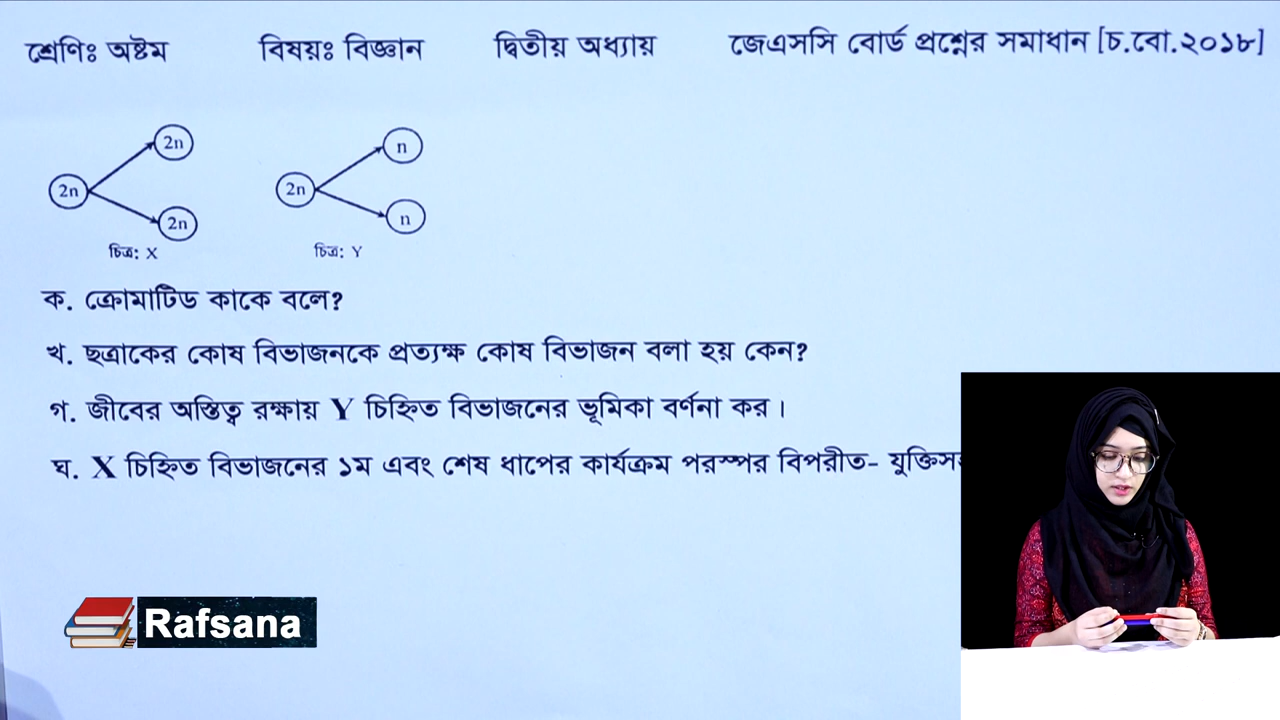 শ্রেণিঃ অষ্টম বিষয়ঃ বিজ্ঞান দ্বিতীয় অধ্যায় জেএসসি বোর্ড প্রশ্নের সমাধান [চ.বো.২০১৮]
2n 2n 2n
2n n n
চিত্র: X চিত্র: Y
ক. ক্রোমাটিড কাকে বলে?
খ. ছত্রাকের কোষ বিভাজনকে প্রত্যক্ষ কোষ বিভাজন বলা হয় কেন?
গ. জীবের অস্তিত্ব রক্ষায় Y চিহ্নিত বিভাজনের ভূমিকা বর্ণনা কর।
ঘ. X চিহ্নিত বিভাজনের ১ম এবং শেষ ধাপের কার্যক্রম পরস্পর বিপরীত-
Rafsana